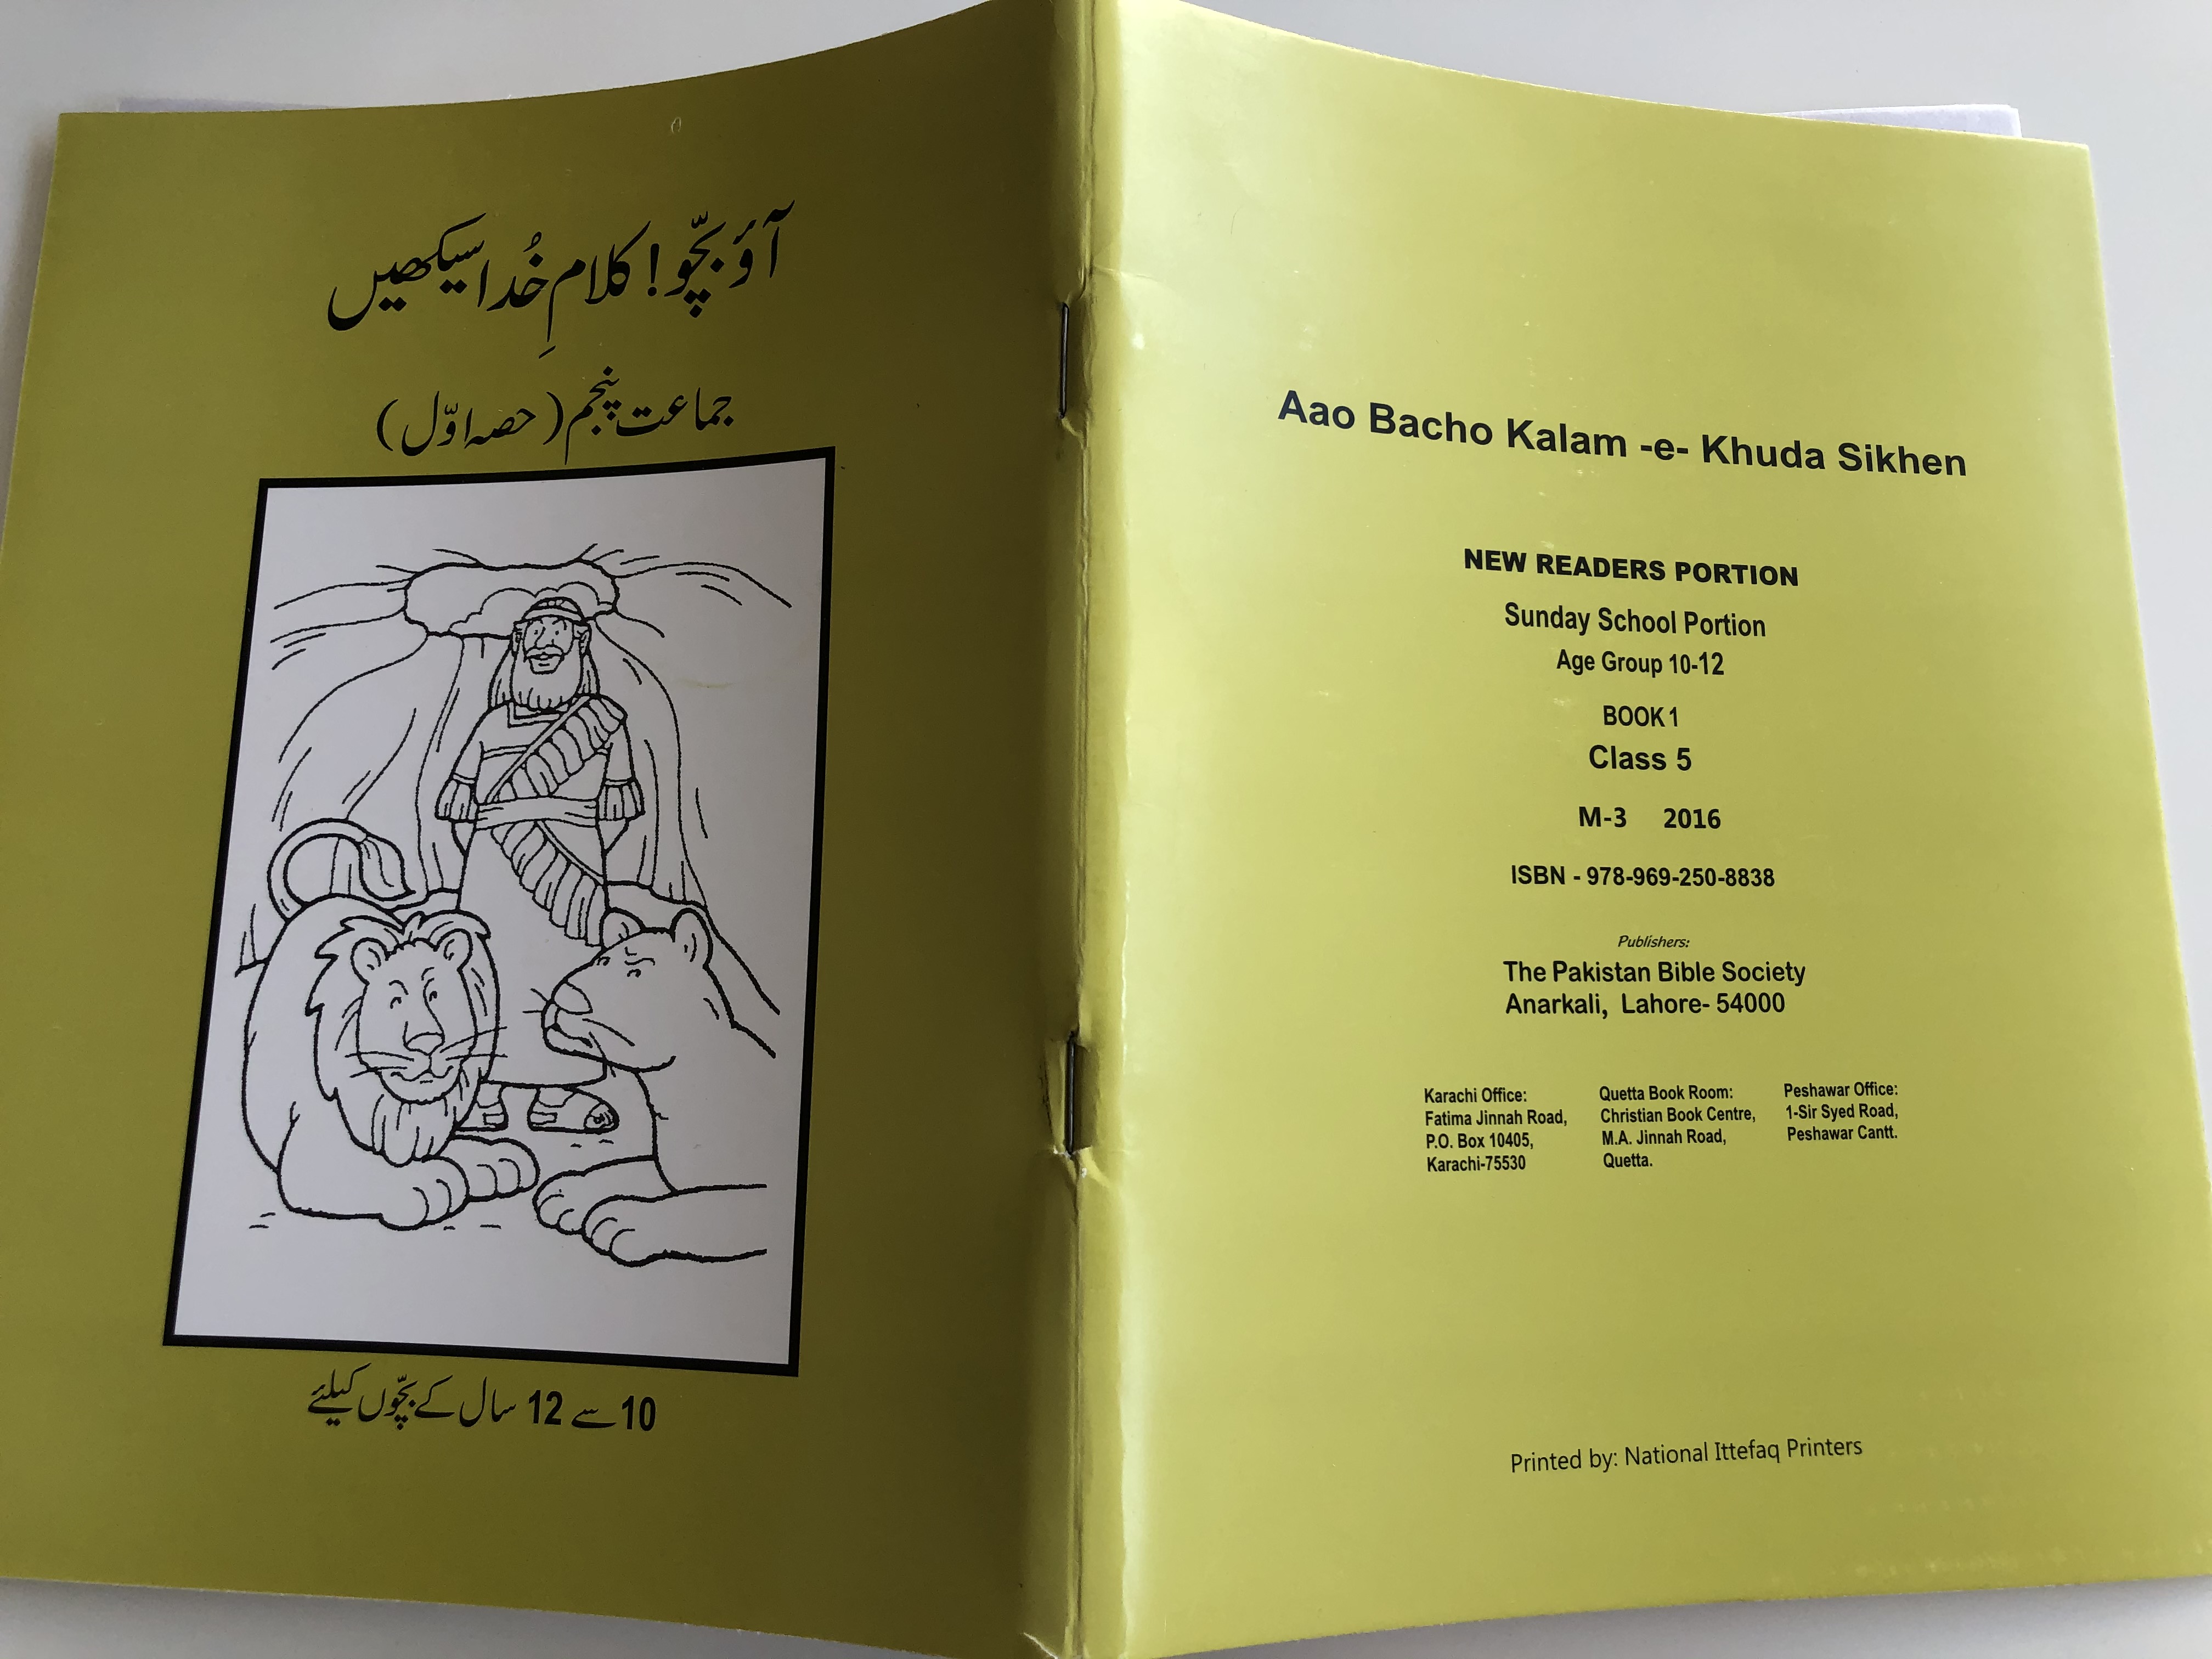 آؤ بچّو! کلامِ خُدا سیکھیں
جماعت پنجم (حصہ اوّل)
10 سے 12 سال کے بچّوں کیلئے
Aao Bacho Kalam -e- Khuda Sikhen
NEW READERS PORTION
Sunday School Portion
Age Group 10-12
BOOK 1
Class 5
M-3 2016
ISBN - 978-969-250-8838
Publishers:
The Pakistan Bible Society
Anarkali, Lahore- 54000
Karachi Office:
Fatima Jinnah Road,
P.O. Box 10405,
Karachi-75530
Quetta Book Room:
Christian Book Centre,
M.A. Jinnah Road,
Quetta.
Peshawar Office:
1-Sir Syed Road,
Peshawar Cantt.
Printed by: National Ittefaq Printers